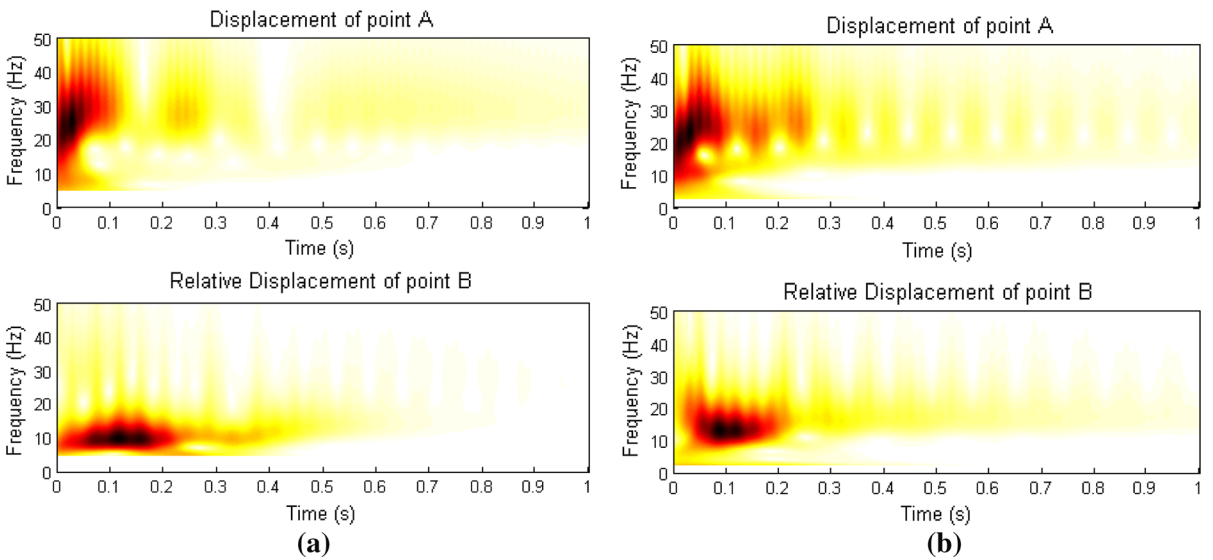 Displacement of point A
Frequency (Hz)
50
40
30
20
10
0
0 0.1 0.2 0.3 0.4 0.5 0.6 0.7 0.8 0.9 1
Time (s)
Relative Displacement of point B
Frequency (Hz)
50
40
30
20
10
0
0 0.1 0.2 0.3 0.4 0.5 0.6 0.7 0.8 0.9 1
Time (s)
(a)
Displacement of point A
Frequency (Hz)
50
40
30
20
10
0
0 0.1 0.2 0.3 0.4 0.5 0.6 0.7 0.8 0.9 1
Time (s)
Relative Displacement of point B
Frequency (Hz)
50
40
30
20
10
0
0 0.1 0.2 0.3 0.4 0.5 0.6 0.7 0.8 0.9 1
Time (s)
(b)